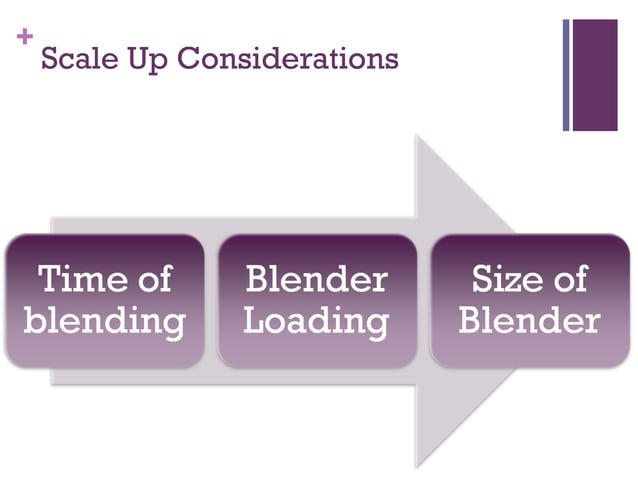 +
Scale Up Considerations
Time of
blending
Blender
Loading
Size of
Blender